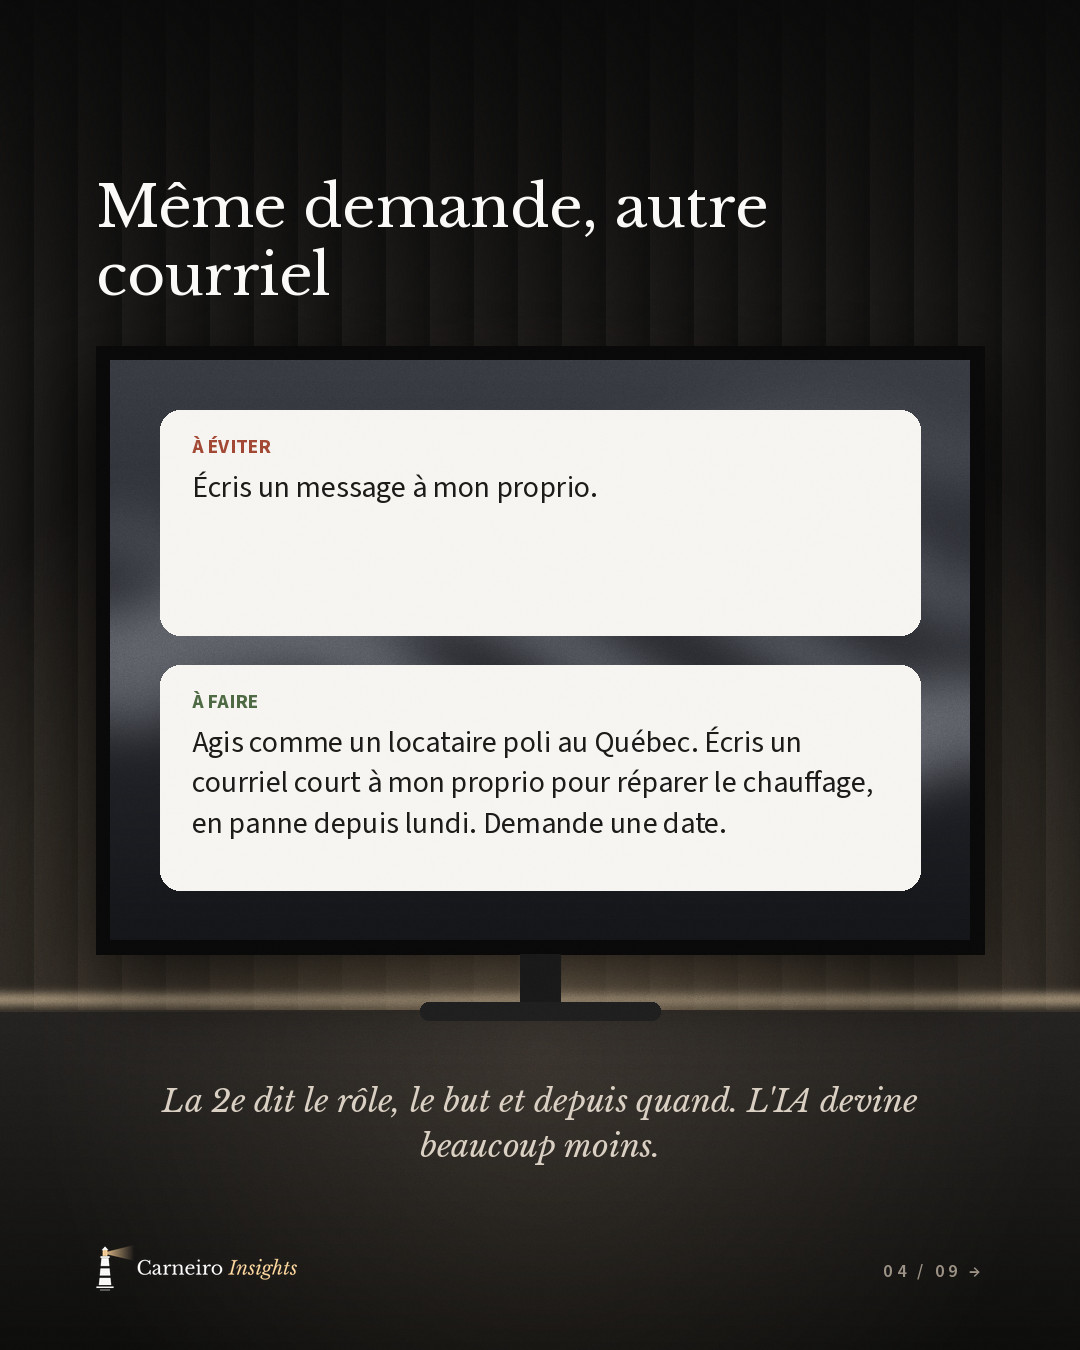 Même demande, autre
courriel
À ÉVITER
Écris un message à mon proprio.
À FAIRE
Agis comme un locataire poli au Québec. Écris un
courriel court à mon proprio pour réparer le chauffage,
en panne depuis lundi. Demande une date.
La 2e dit le rôle, le but et depuis quand. L'IA devine
beaucoup moins.
Carneiro Insights
04 / 09 →